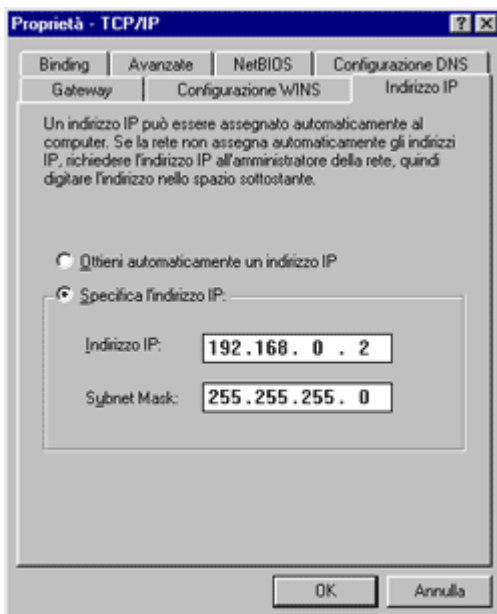 Proprietà - TCP/IP
Binding Avanzate NetBIOS Configurazione DNS
Gateway Configurazione WINS Indirizzo IP
Un indirizzo IP può essere assegnato automaticamente al
computer. Se la rete non assegna automaticamente gli indirizzi
IP, richiedere l'indirizzo IP all'amministratore della rete, quindi
digitare l'indirizzo nello spazio sottostante.
Ottieni automaticamente un indirizzo IP
Specifica l'indirizzo IP:
Indirizzo IP: 192.168. 0 . 2
Subnet Mask: 255.255.255. 0
OK Annulla